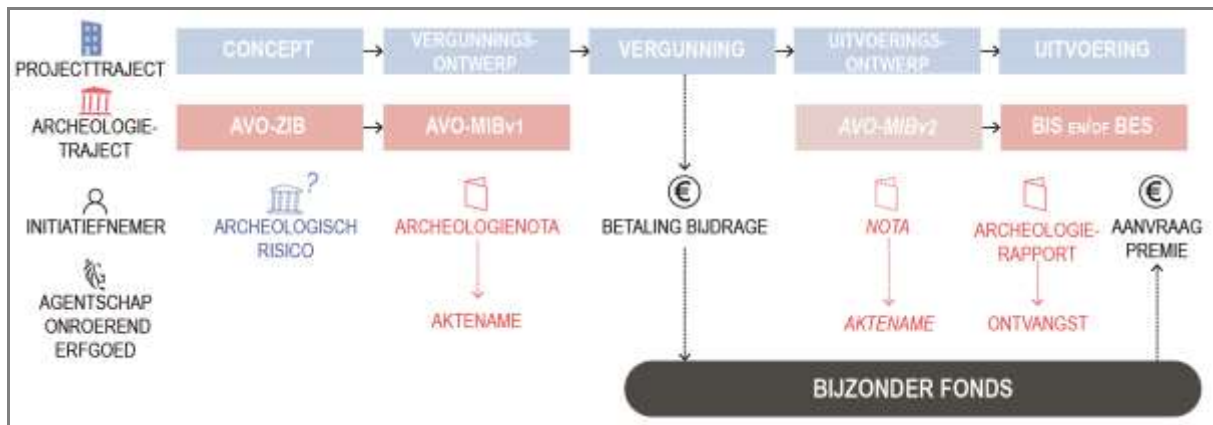 PROJECTTRAJECT
CONCEPT
VERGUNNINGS-
ONTWERP
VERGUNNING
UITVOERINGS-
ONTWERP
UITVOERING
ARCHEOLOGIE-
TRAJECT
AVO-ZIB
AVO-MIBv1
AVO-MIBv2
BIS EN/OF BES
INITIATIEFNEMER
?
ARCHEOLOGISCH
RISICO
ARCHEOLOGIENOTA
€
BETALING BIJDRAGE
NOTA
ARCHEOLOGIE-
RAPPORT
€
AANVRAAG
PREMIE
AGENTSCHAP
ONROEREND
ERFGOED
AKTENAME
AKTENAME
ONTVANGST
BIJZONDER FONDS